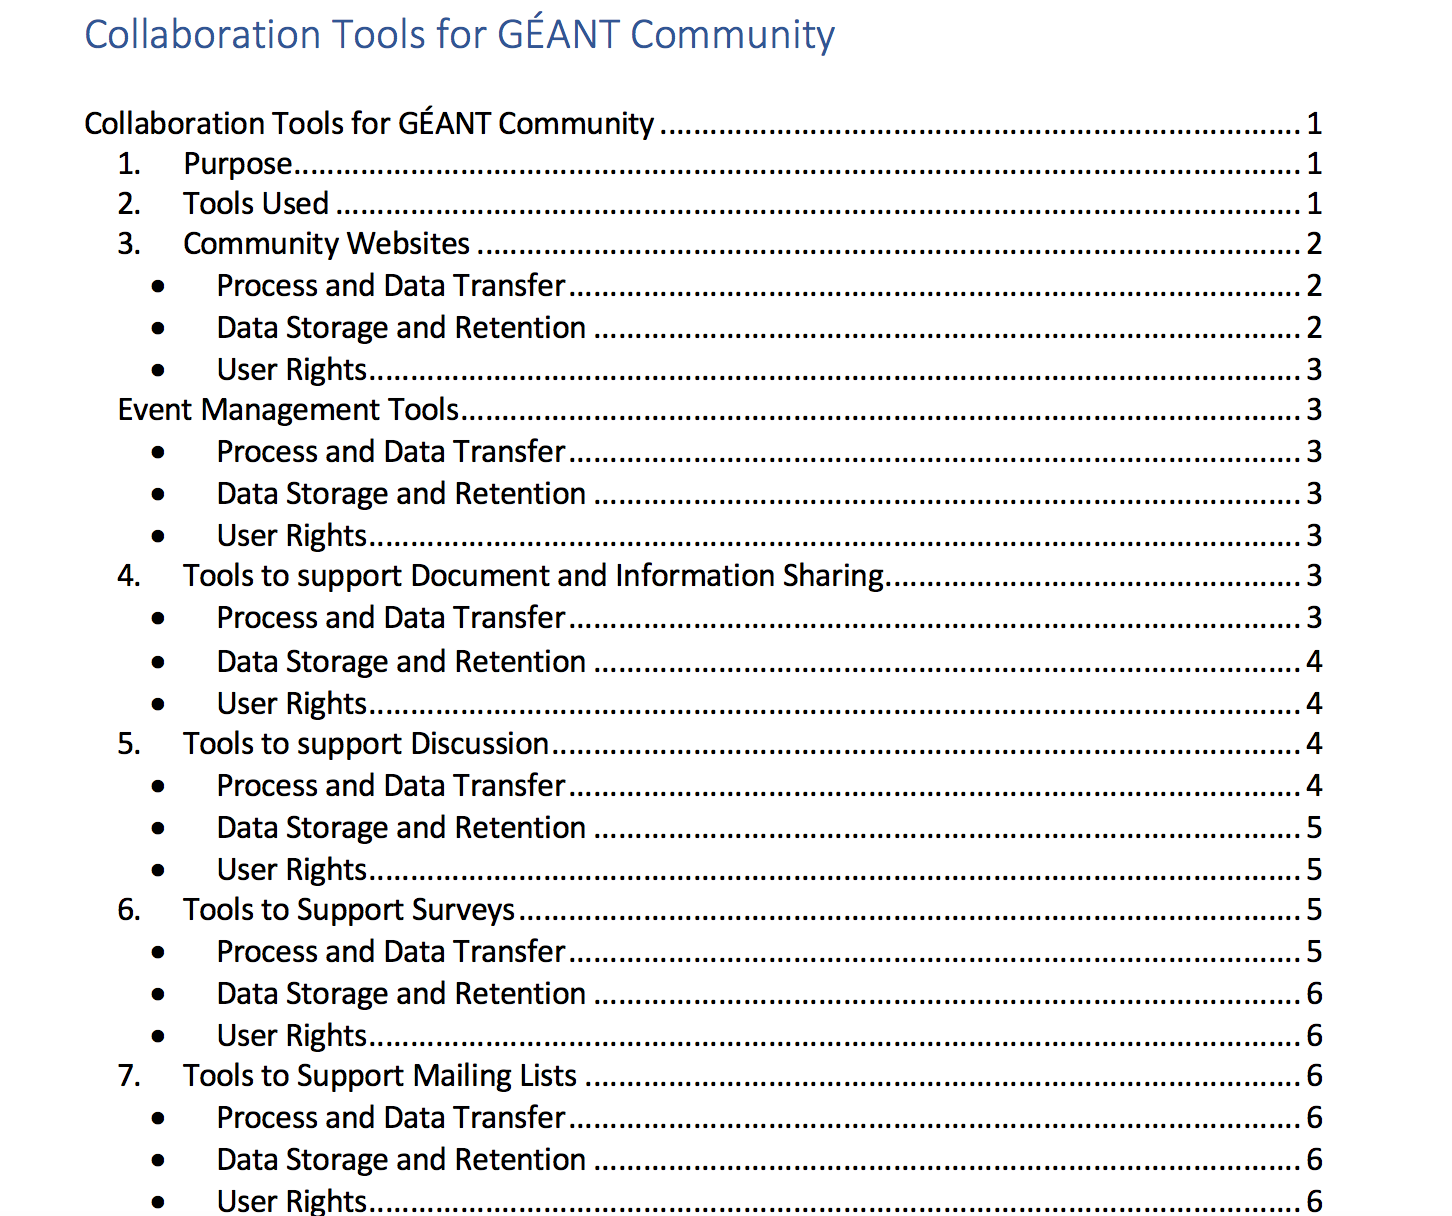 Collaboration Tools for GÉANT Community
Collaboration Tools for GÉANT Community ........ 1
1. Purpose........ 1
2. Tools Used ........ 1
3. Community Websites ........ 2
• Process and Data Transfer........ 2
• Data Storage and Retention ........ 2
• User Rights........ 3
Event Management Tools........ 3
• Process and Data Transfer........ 3
• Data Storage and Retention ........ 3
• User Rights........ 3
4. Tools to support Document and Information Sharing........ 3
• Process and Data Transfer........ 3
• Data Storage and Retention ........ 4
• User Rights........ 4
5. Tools to support Discussion........ 4
• Process and Data Transfer........ 4
• Data Storage and Retention ........ 5
• User Rights........ 5
6. Tools to Support Surveys........ 5
• Process and Data Transfer........ 5
• Data Storage and Retention ........ 6
• User Rights........ 6
7. Tools to Support Mailing Lists ........ 6
• Process and Data Transfer........ 6
• Data Storage and Retention ........ 6
• User Rights........ 6